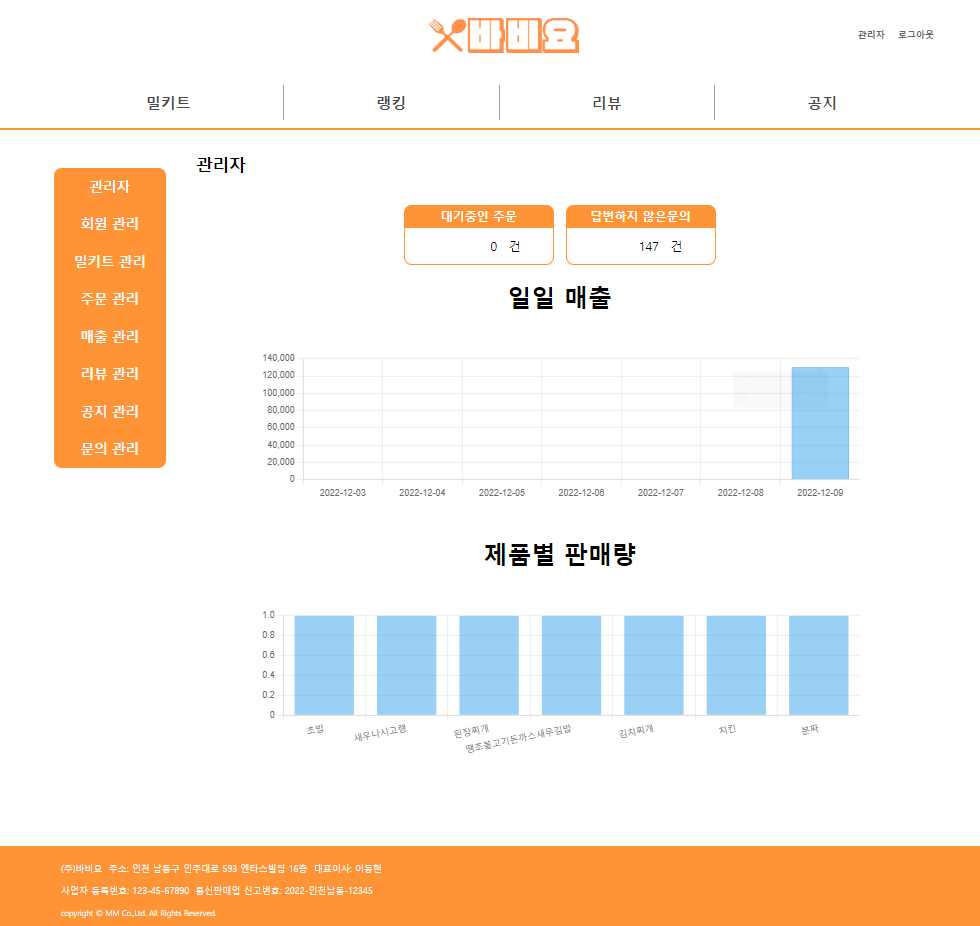 바비요
관리자 로그아웃
밀키트 랭킹 리뷰 공지
관리자
관리자
회원 관리
밀키트 관리
주문 관리
매출 관리
리뷰 관리
공지 관리
문의 관리
대기중인 주문 답변하지 않은문의
0 건 147 건
일일 매출
140,000
120,000
100,000
80,000
60,000
40,000
20,000
0
2022-12-03 2022-12-04 2022-12-05 2022-12-06 2022-12-07 2022-12-08 2022-12-09
제품별 판매량
1.0
0.8
0.6
0.4
0.2
0
초밥 새우나시고랭 된장찌개 땡초불고기돈까스새우김밥 김치찌개 치킨 분짜
(주)바비요 주소: 인천 남동구 인주대로 593 엔타스빌딩 16층 대표이사: 이동현
사업자 등록번호: 123-45-67890 통신판매업 신고번호: 2022-인천남동-12345
copyright © MM Co,.Ltd. All Rights Reserved.